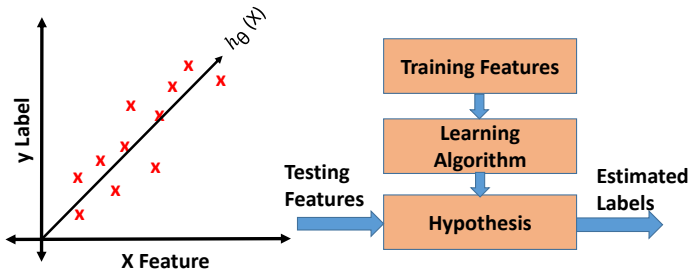 y Label
hθ (X)
x
x
x
x
x
x
x
x
x
x
x
x
X Feature
Training Features
Learning
Algorithm
Testing
Features
Hypothesis
Estimated
Labels